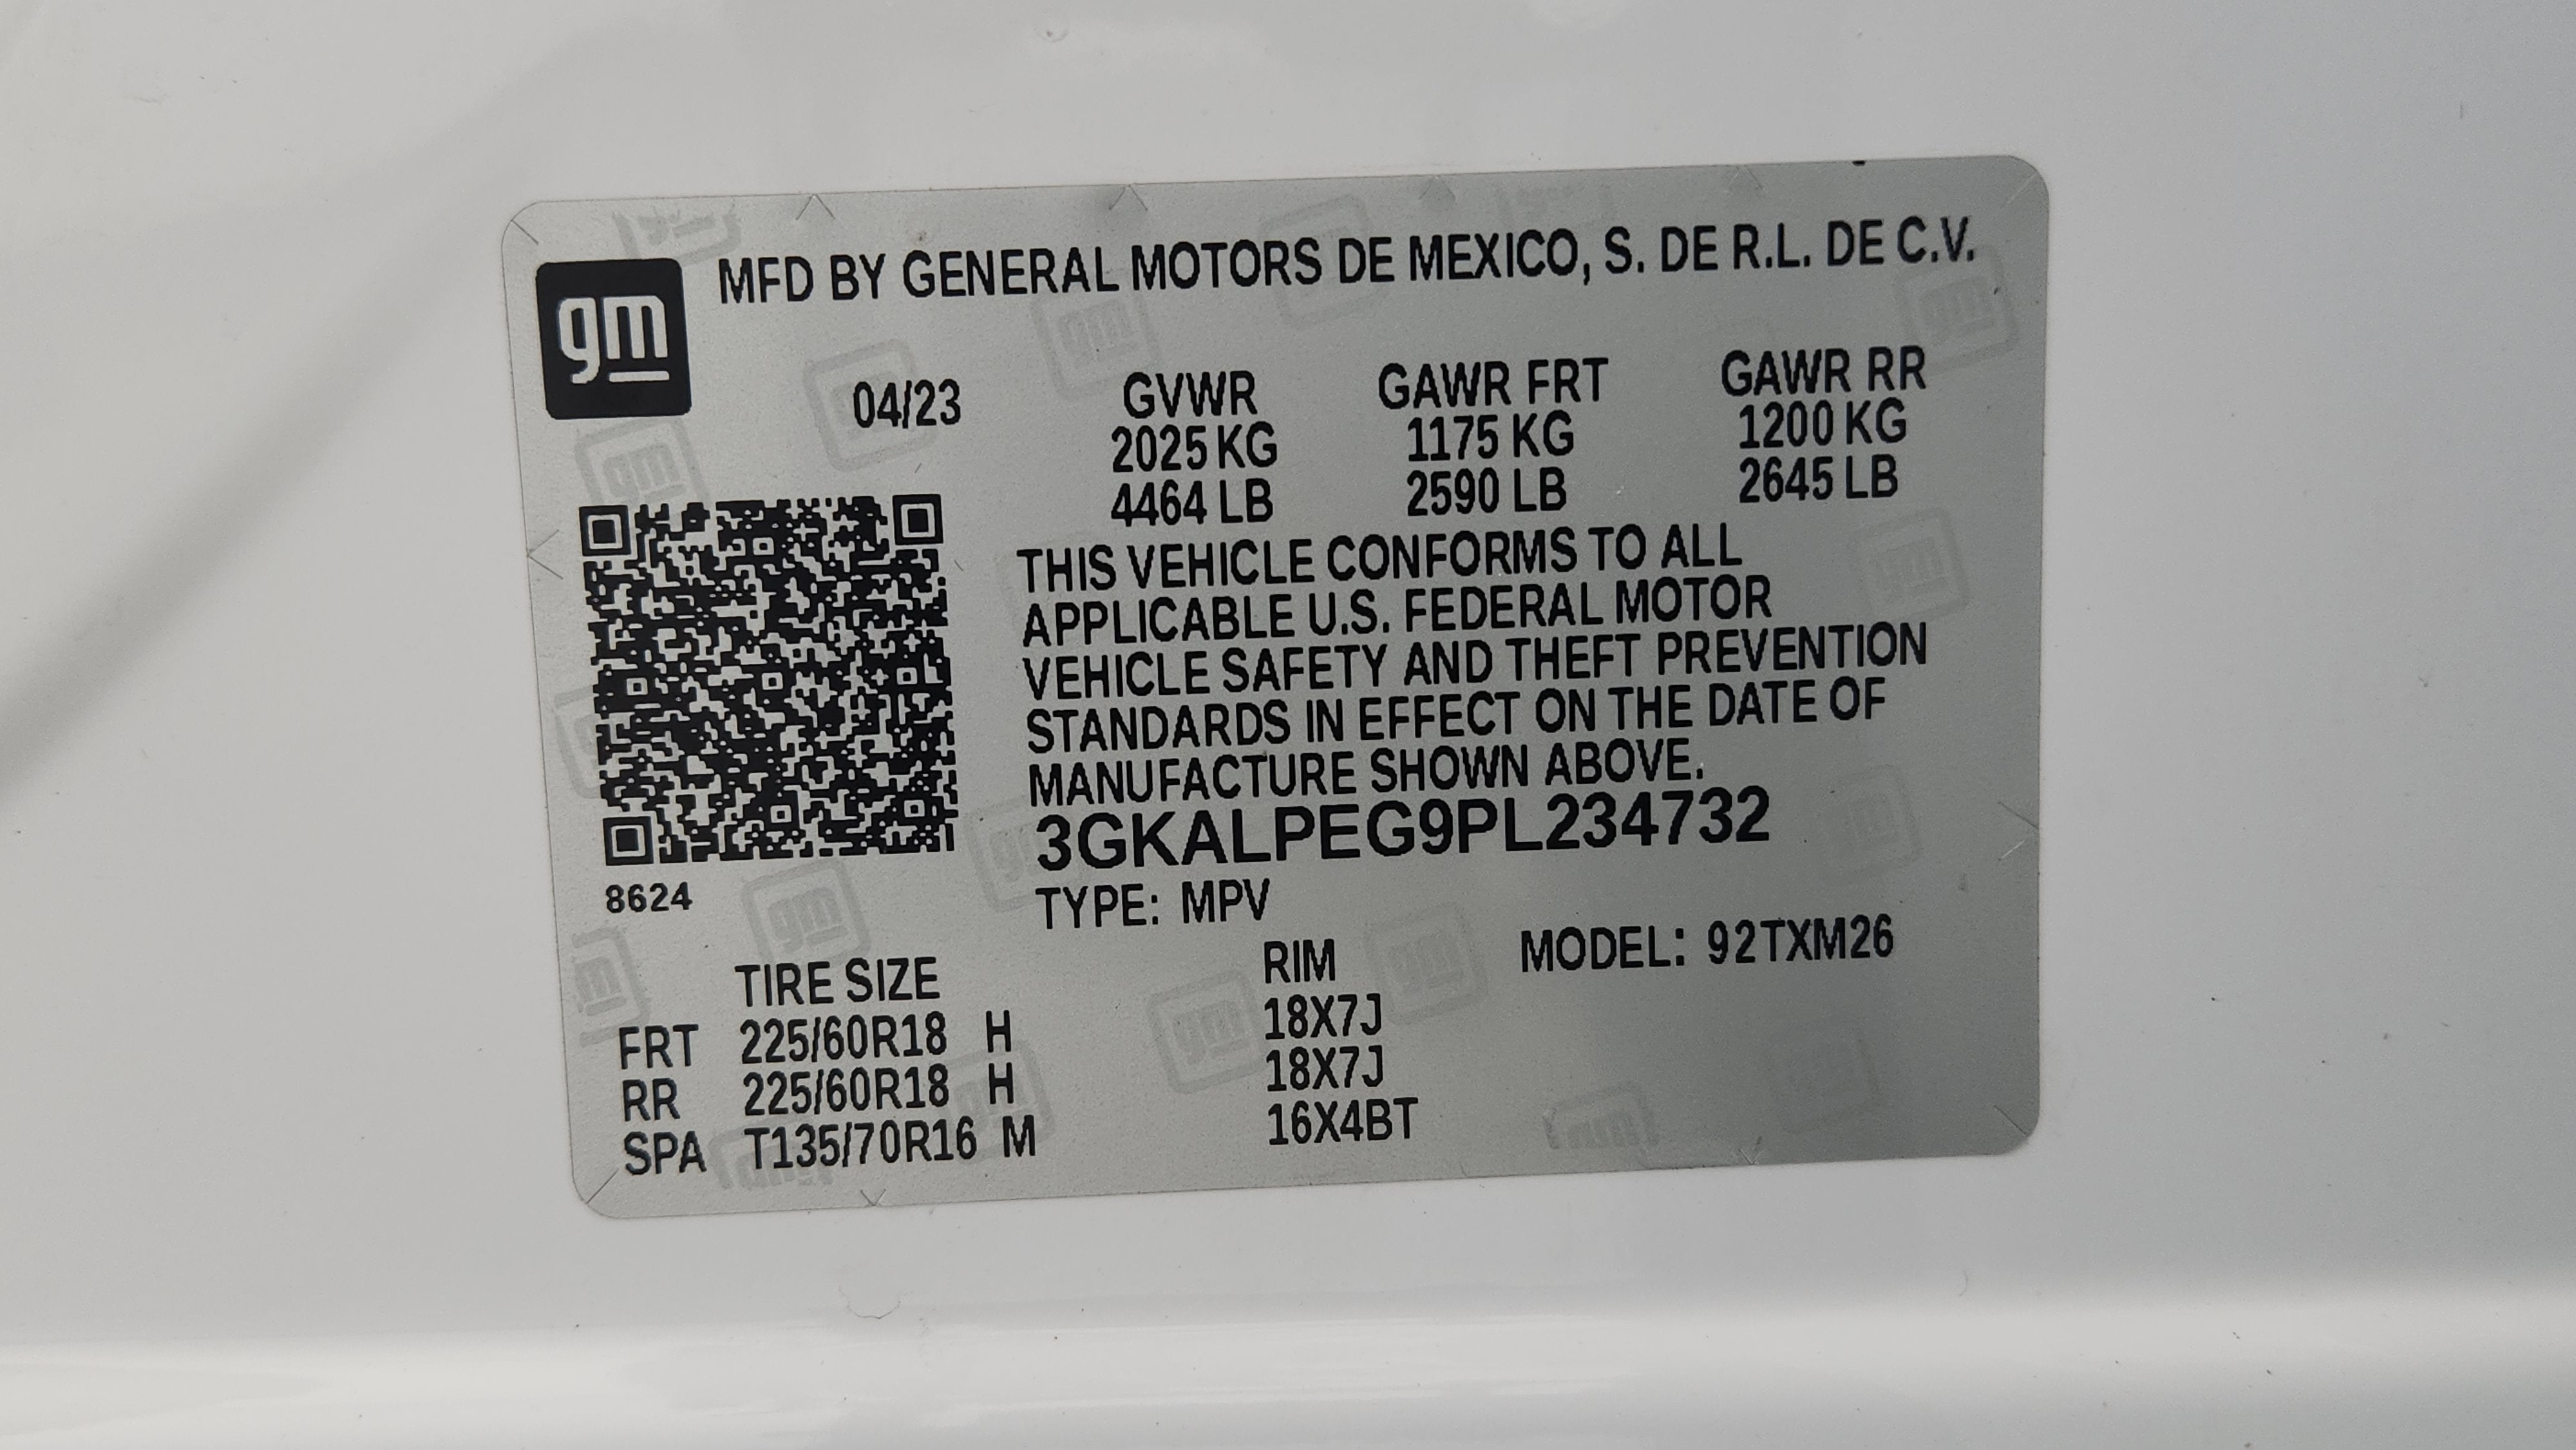 gm
MFD BY GENERAL MOTORS DE MEXICO, S. DE R.L. DE C.V.
04/23 GVWR GAWR FRT GAWR RR
2025 KG 1175 KG 1200 KG
4464 LB 2590 LB 2645 LB
THIS VEHICLE CONFORMS TO ALL
APPLICABLE U.S. FEDERAL MOTOR
VEHICLE SAFETY AND THEFT PREVENTION
STANDARDS IN EFFECT ON THE DATE OF
MANUFACTURE SHOWN ABOVE.
3GKALPEG9PL234732
8624
TYPE: MPV
MODEL: 92TXM26
TIRE SIZE RIM
FRT 225/60R18 H 18X7J
RR 225/60R18 H 18X7J
SPA T135/70R16 M 16X4BT